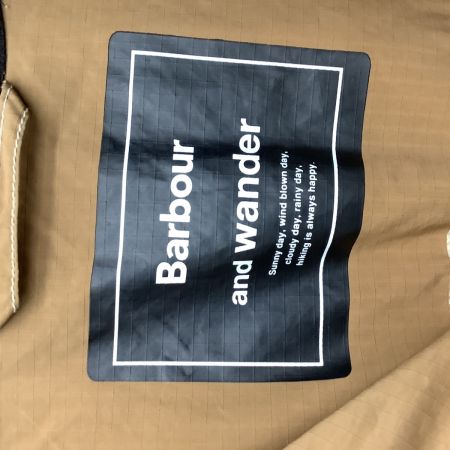 Barbour
and wander
Sunny day, wind blown day,
cloudy day, rainy day,
hiking is always happy.